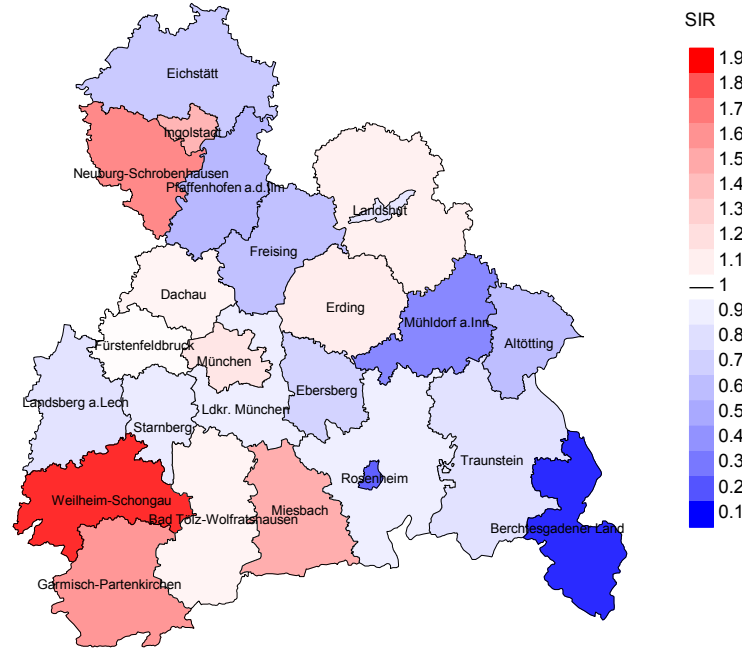 SIR
1.9
1.8
1.7
1.6
1.5
1.4
1.3
1.2
1.1
1
0.9
0.8
0.7
0.6
0.5
0.4
0.3
0.2
0.1
Eichstätt
Ingolstadt
Neuburg-Schrobenhausen
Pfaffenhofen a.d.Ilm
Landshut
Freising
Dachau
Erding
Mühldorf a.Inn
Fürstenfeldbruck
München
Altötting
Ebersberg
Landsberg a.Lech
Ldkr. München
Starnberg
Traunstein
Rosenheim
Weilheim-Schongau
Miesbach
Bad Tölz-Wolfratshausen
Berchtesgadener Land
Garmisch-Partenkirchen